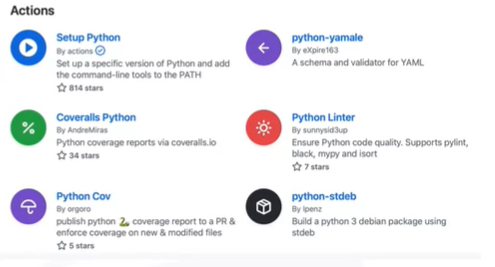 Actions
Setup Python
By actions
Set up a specific version of Python and add
the command-line tools to the PATH
814 stars
python-yamale
By eXpire163
A schema and validator for YAML
Coveralls Python
By AndreMiras
Python coverage reports via coveralls.io
34 stars
Python Linter
By sunnysid3up
Ensure Python code quality. Supports pylint,
black, mypy and isort
7 stars
Python Cov
By orgoro
publish python 🐍 coverage report to a PR &
enforce coverage on new & modified files
5 stars
python-stdeb
By lpenz
Build a python 3 debian package using
stdeb